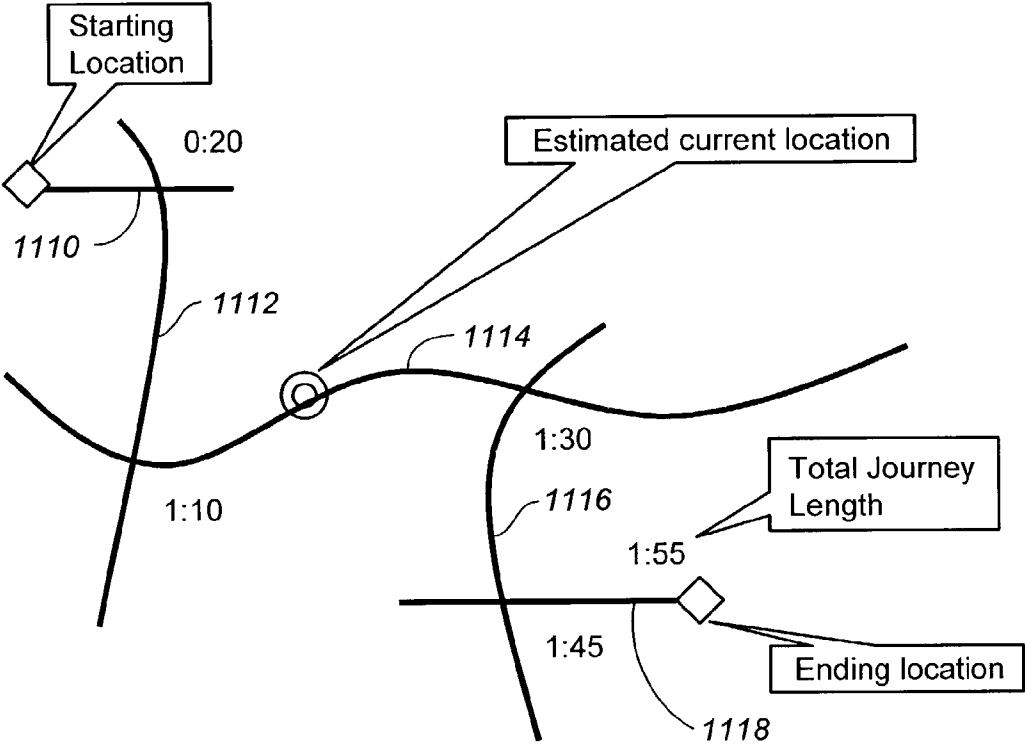 Starting
Location
0:20
Estimated current location
1110
1112
1114
1:30
Total Journey
Length
1:10
1116
1:55
1:45
Ending location
1118